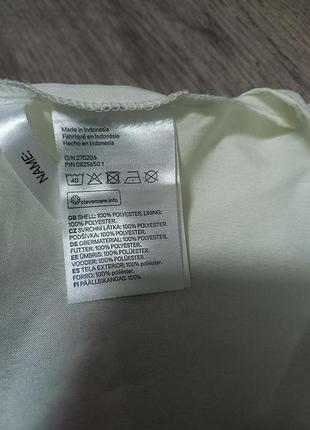 Made in Indonesia
Fabriqué en Indonésie
Hecho en Indonesia
O/N 270206
P/N 0825650 1
40
clevercare.info
GB SHELL: 100% POLYESTER, LINING:
100% POLYESTER.
CZ SVRCHNÍ LÁTKA: 100% POLYESTER,
PODŠÍVKA: 100% POLYESTER.
DE OBERMATERIAL: 100% POLYESTER,
FUTTER: 100% POLYESTER.
EE ÜMBRIS: 100% POLYESTER,
VOODER: 100% POLYESTER.
ES TELA EXTERIOR: 100% poliéster,
FORRO: 100% poliéster.
FI PÄÄLLISKANGAS: 100%
NAME: